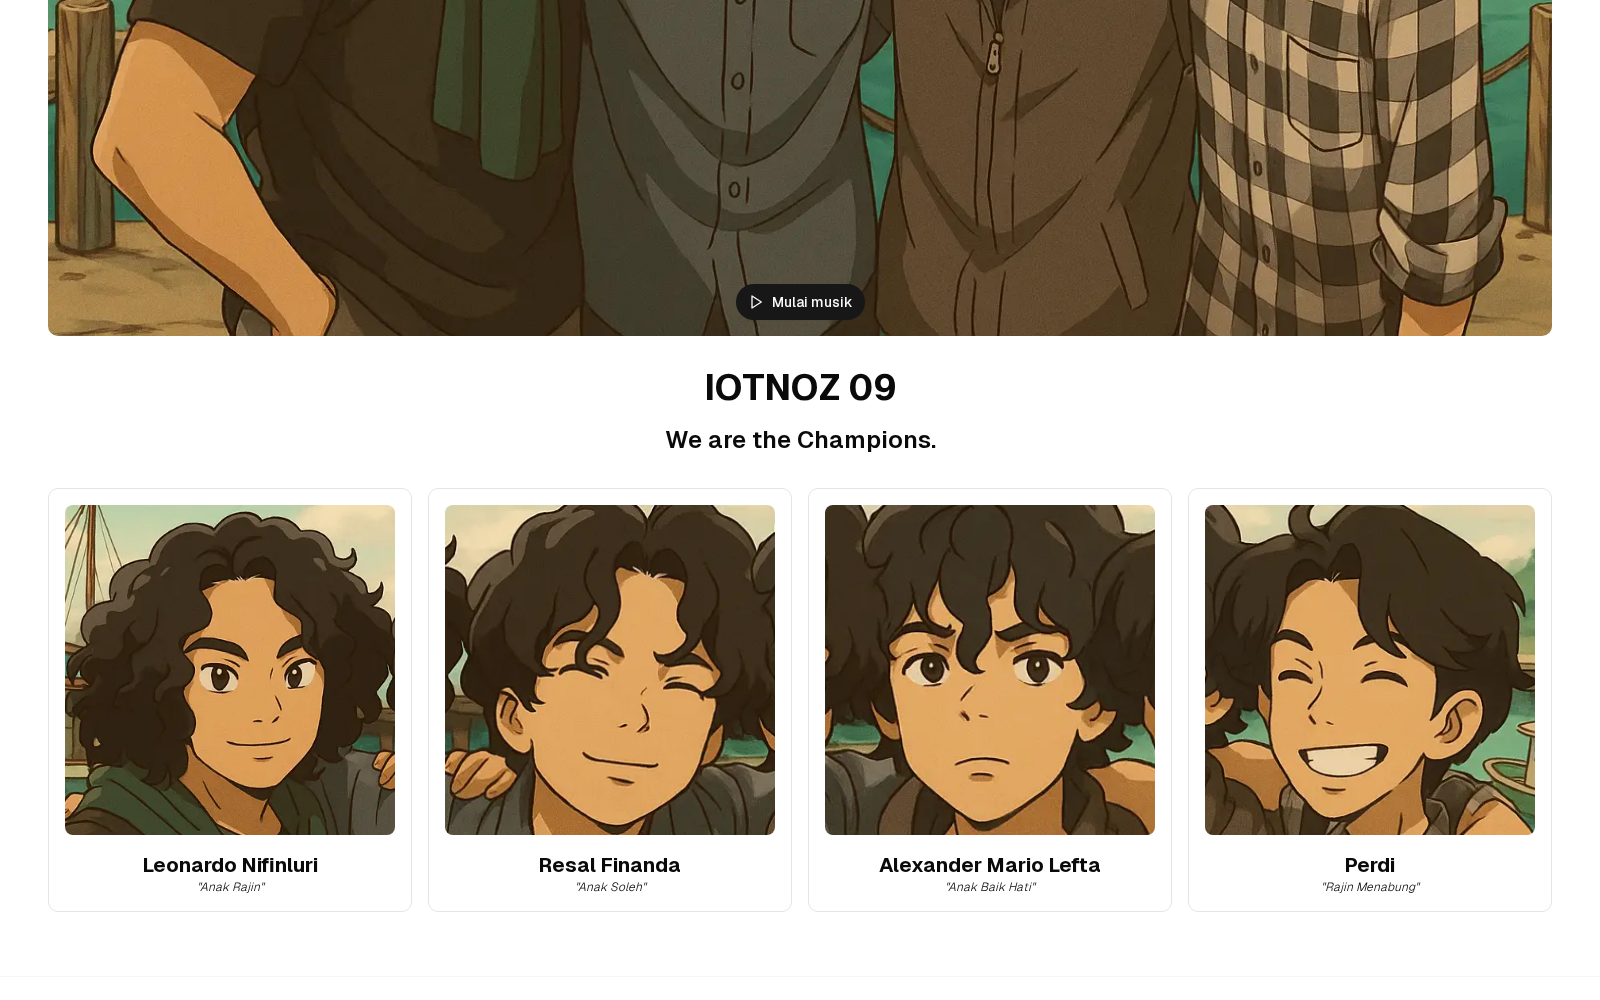 Mulai musik
IOTNOZ 09
We are the Champions.
Leonardo Nifinluri
"Anak Rajin"
Resal Finanda
"Anak Soleh"
Alexander Mario Lefta
"Anak Baik Hati"
Perdi
"Rajin Menabung"